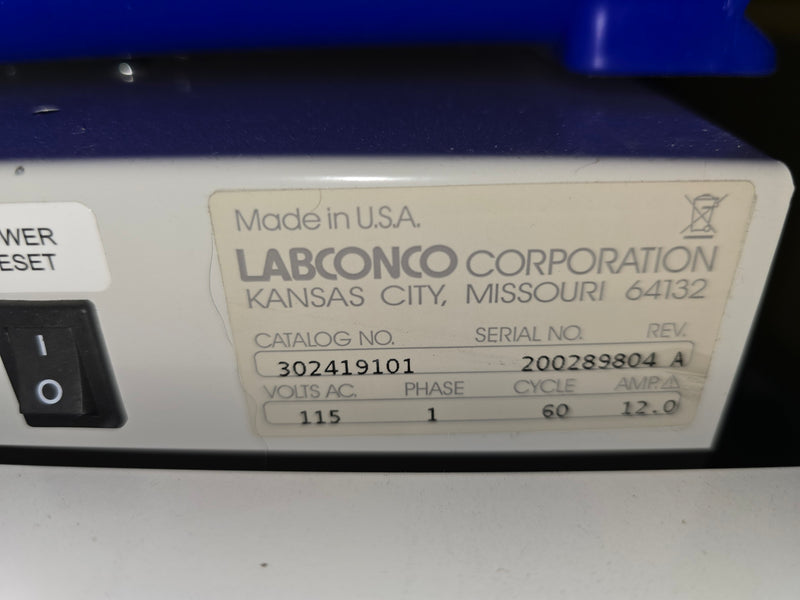 WER
ESET
I
O
Made in U.S.A.
LABCONCO CORPORATION
KANSAS CITY, MISSOURI 64132
CATALOG NO. SERIAL NO. REV.
302419101 200289804 A
VOLTS AC. PHASE CYCLE AMP.
115 1 60 12.0